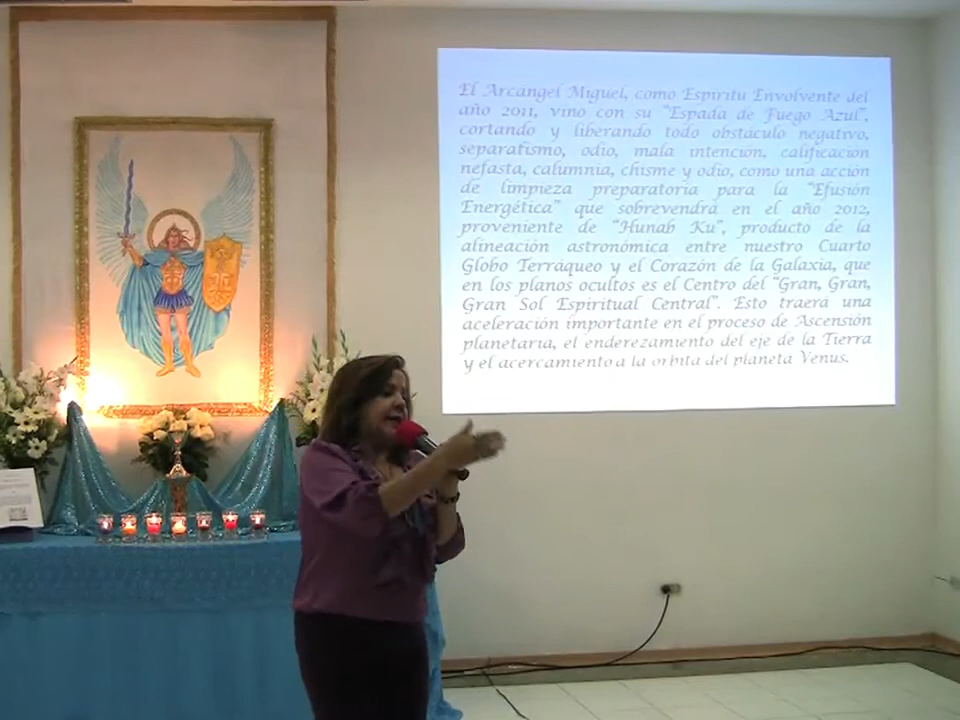 El Arcángel Miguel, como Espíritu Envolvente del
año 2011, vino con su "Espada de Fuego Azul",
cortando y liberando todo obstáculo negativo,
separatismo, odio, mala intención, calificación
nefasta, calumnia, chisme y odio, como una acción
de limpieza preparatoria para la "Efusión
Energética" que sobrevendrá en el año 2012,
proveniente de "Hunab Ku", producto de la
alineación astronómica entre nuestro Cuarto
Globo Terráqueo y el Corazón de la Galaxia, que
en los planos ocultos es el Centro del "Gran, Gran,
Gran Sol Espiritual Central". Esto traerá una
aceleración importante en el proceso de Ascensión
planetaria, el enderezamiento del eje de la Tierra
y el acercamiento a la orbita del planeta Venus.